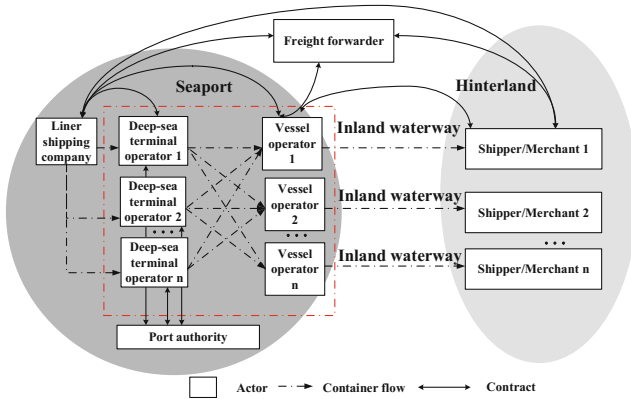 Freight forwarder
Seaport
Hinterland
Liner
shipping
company
Deep-sea
terminal
operator 1
Vessel
operator
1
Inland waterway
Shipper/Merchant 1
Deep-sea
terminal
operator 2
Vessel
operator
2
Inland waterway
Shipper/Merchant 2
• • •
• • •
• • •
Deep-sea
terminal
operator n
Vessel
operator
n
Inland waterway
Shipper/Merchant n
Port authority
Actor
Container flow
Contract